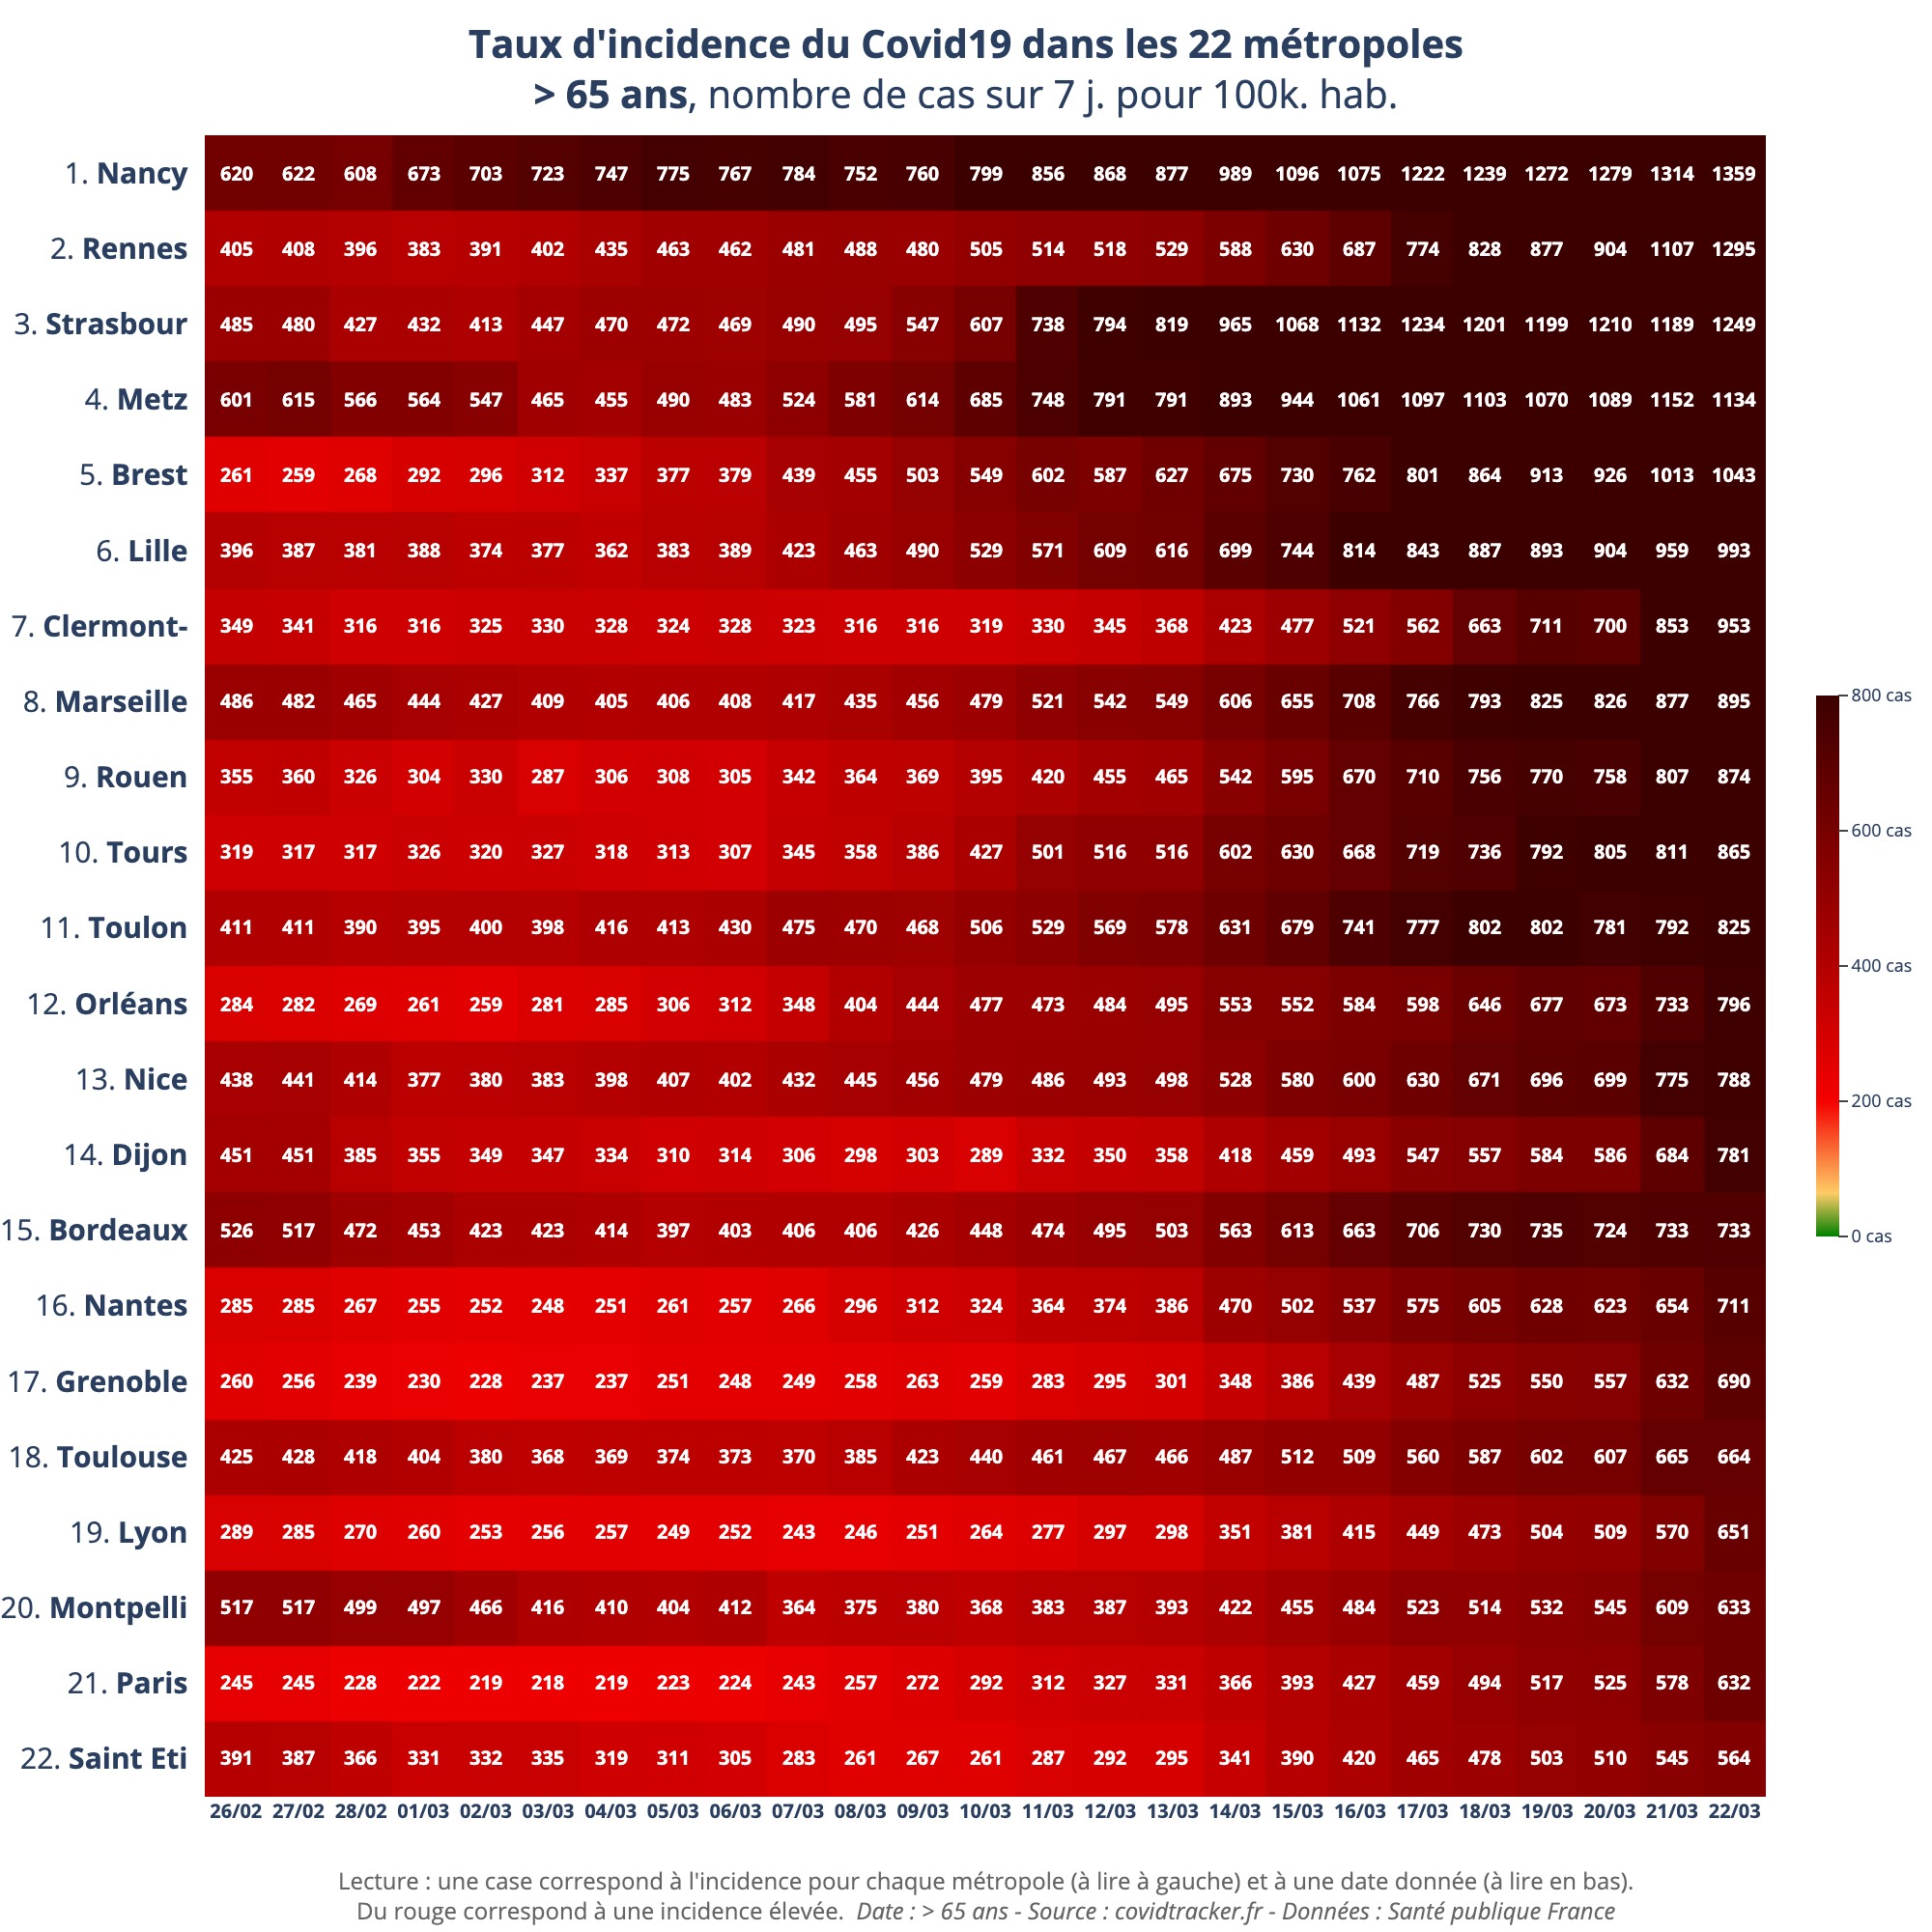 Taux d'incidence du Covid19 dans les 22 métropoles
> 65 ans, nombre de cas sur 7 j. pour 100k. hab.
1. Nancy 620 622 608 673 703 723 747 775 767 784 752 760 799 856 868 877 989 1096 1075 1222 1239 1272 1279 1314 1359
2. Rennes 405 408 396 383 391 402 435 463 462 481 488 480 505 514 518 529 588 630 687 774 828 877 904 1107 1295
3. Strasbour 485 480 427 432 413 447 470 472 469 490 495 547 607 738 794 819 965 1068 1132 1234 1201 1199 1210 1189 1249
4. Metz 601 615 566 564 547 465 455 490 483 524 581 614 685 748 791 791 893 944 1061 1097 1103 1070 1089 1152 1134
5. Brest 261 259 268 292 296 312 337 377 379 439 455 503 549 602 587 627 675 730 762 801 864 913 926 1013 1043
6. Lille 396 387 381 388 374 377 362 383 389 423 463 490 529 571 609 616 699 744 814 843 887 893 904 959 993
7. Clermont- 349 341 316 316 325 330 328 324 328 323 316 316 319 330 345 368 423 477 521 562 663 711 700 853 953
8. Marseille 486 482 465 444 427 409 405 406 408 417 435 456 479 521 542 549 606 655 708 766 793 825 826 877 895
9. Rouen 355 360 326 304 330 287 306 308 305 342 364 369 395 420 455 465 542 595 670 710 756 770 758 807 874
10. Tours 319 317 317 326 320 327 318 313 307 345 358 386 427 501 516 516 602 630 668 719 736 792 805 811 865
11. Toulon 411 411 390 395 400 398 416 413 430 475 470 468 506 529 569 578 631 679 741 777 802 802 781 792 825
12. Orléans 284 282 269 261 259 281 285 306 312 348 404 444 477 473 484 495 553 552 584 598 646 677 673 733 796
13. Nice 438 441 414 377 380 383 398 407 402 432 445 456 479 486 493 498 528 580 600 630 671 696 699 775 788
14. Dijon 451 451 385 355 349 347 334 310 314 306 298 303 289 332 350 358 418 459 493 547 557 584 586 684 781
15. Bordeaux 526 517 472 453 423 423 414 397 403 406 406 426 448 474 495 503 563 613 663 706 730 735 724 733 733
16. Nantes 285 285 267 255 252 248 251 261 257 266 296 312 324 364 374 386 470 502 537 575 605 628 623 654 711
17. Grenoble 260 256 239 230 228 237 237 251 248 249 258 263 259 283 295 301 348 386 439 487 525 550 557 632 690
18. Toulouse 425 428 418 404 380 368 369 374 373 370 385 423 440 461 467 466 487 512 509 560 587 602 607 665 664
19. Lyon 289 285 270 260 253 256 257 249 252 243 246 251 264 277 297 298 351 381 415 449 473 504 509 570 651
20. Montpelli 517 517 499 497 466 416 410 404 412 364 375 380 368 383 387 393 422 455 484 523 514 532 545 609 633
21. Paris 245 245 228 222 219 218 219 223 224 243 257 272 292 312 327 331 366 393 427 459 494 517 525 578 632
22. Saint Eti 391 387 366 331 332 335 319 311 305 283 261 267 261 287 292 295 341 390 420 465 478 503 510 545 564
26/02 27/02 28/02 01/03 02/03 03/03 04/03 05/03 06/03 07/03 08/03 09/03 10/03 11/03 12/03 13/03 14/03 15/03 16/03 17/03 18/03 19/03 20/03 21/03 22/03
800 cas
600 cas
400 cas
200 cas
0 cas
Lecture : une case correspond à l'incidence pour chaque métropole (à lire à gauche) et à une date donnée (à lire en bas).
Du rouge correspond à une incidence élevée. Date : > 65 ans - Source : covidtracker.fr - Données : Santé publique France